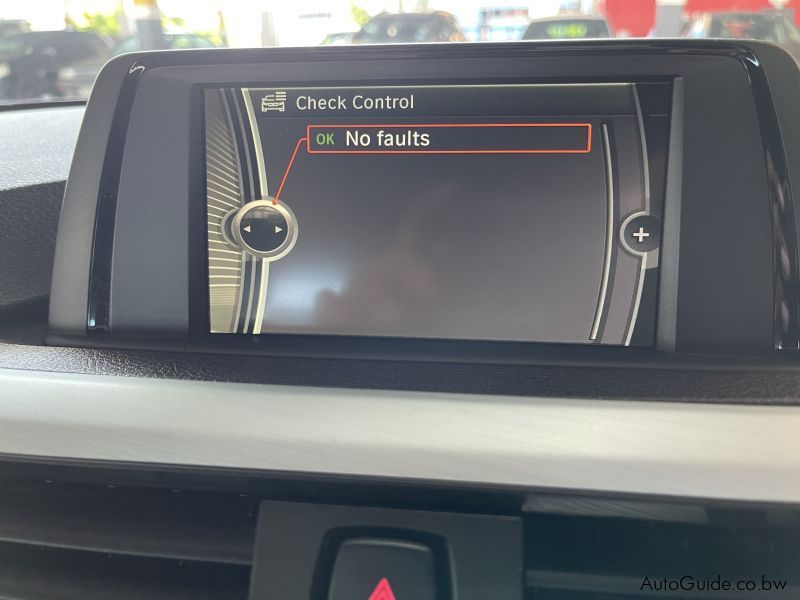 Check Control
OK No faults
+
AutoGuide.co.bw